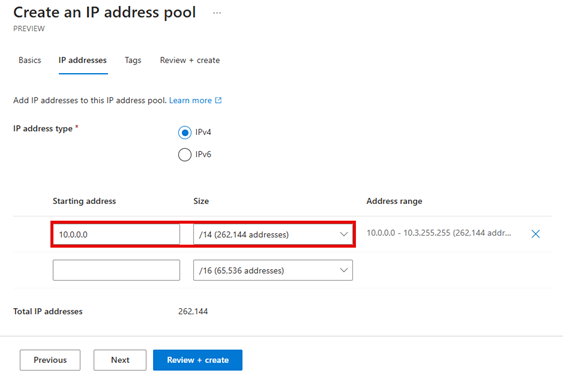 Create an IP address pool ...
PREVIEW
Basics IP addresses Tags Review + create
Add IP addresses to this IP address pool. Learn more
IP address type *
IPv4
IPv6
Starting address Size Address range
10.0.0.0 /14 (262,144 addresses) 10.0.0.0 - 10.3.255.255 (262,144 addr...
/16 (65,536 addresses)
Total IP addresses 262,144
Previous Next Review + create